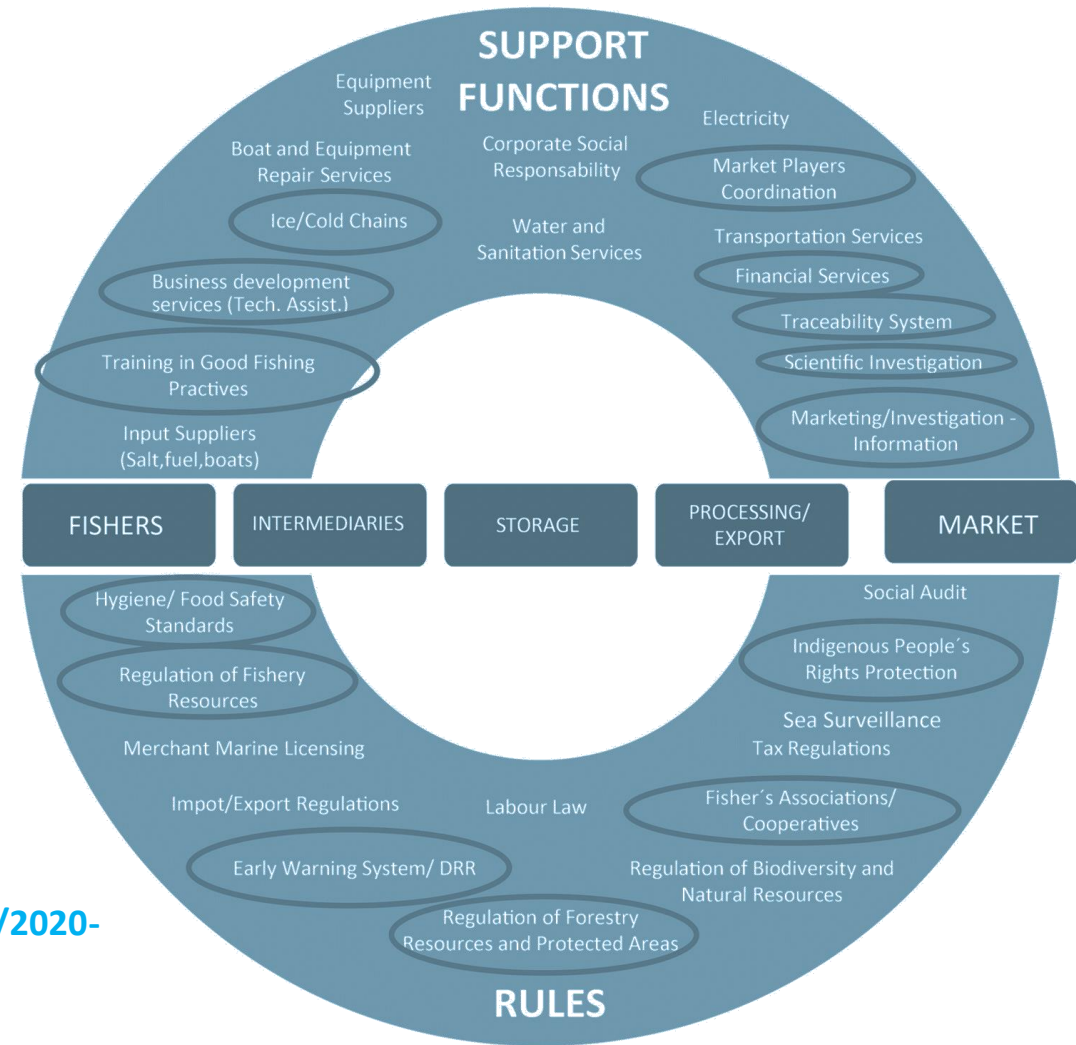 SUPPORT
FUNCTIONS
Equipment
Suppliers
Boat and Equipment
Repair Services
Ice/Cold Chains
Business development
services (Tech. Assist.)
Training in Good Fishing
Practives
Input Suppliers
(Salt,fuel,boats)
Corporate Social
Responsability
Water and
Sanitation Services
Electricity
Market Players
Coordination
Transportation Services
Financial Services
Traceability System
Scientific Investigation
Marketing/Investigation -
Information
FISHERS
INTERMEDIARIES
STORAGE
PROCESSING/
EXPORT
MARKET
Hygiene/ Food Safety
Standards
Regulation of Fishery
Resources
Merchant Marine Licensing
Impot/Export Regulations
Early Warning System/ DRR
Labour Law
Regulation of Forestry
Resources and Protected Areas
Social Audit
Indigenous People´s
Rights Protection
Sea Surveillance
Tax Regulations
Fisher´s Associations/
Cooperatives
Regulation of Biodiversity and
Natural Resources
/2020-
RULES